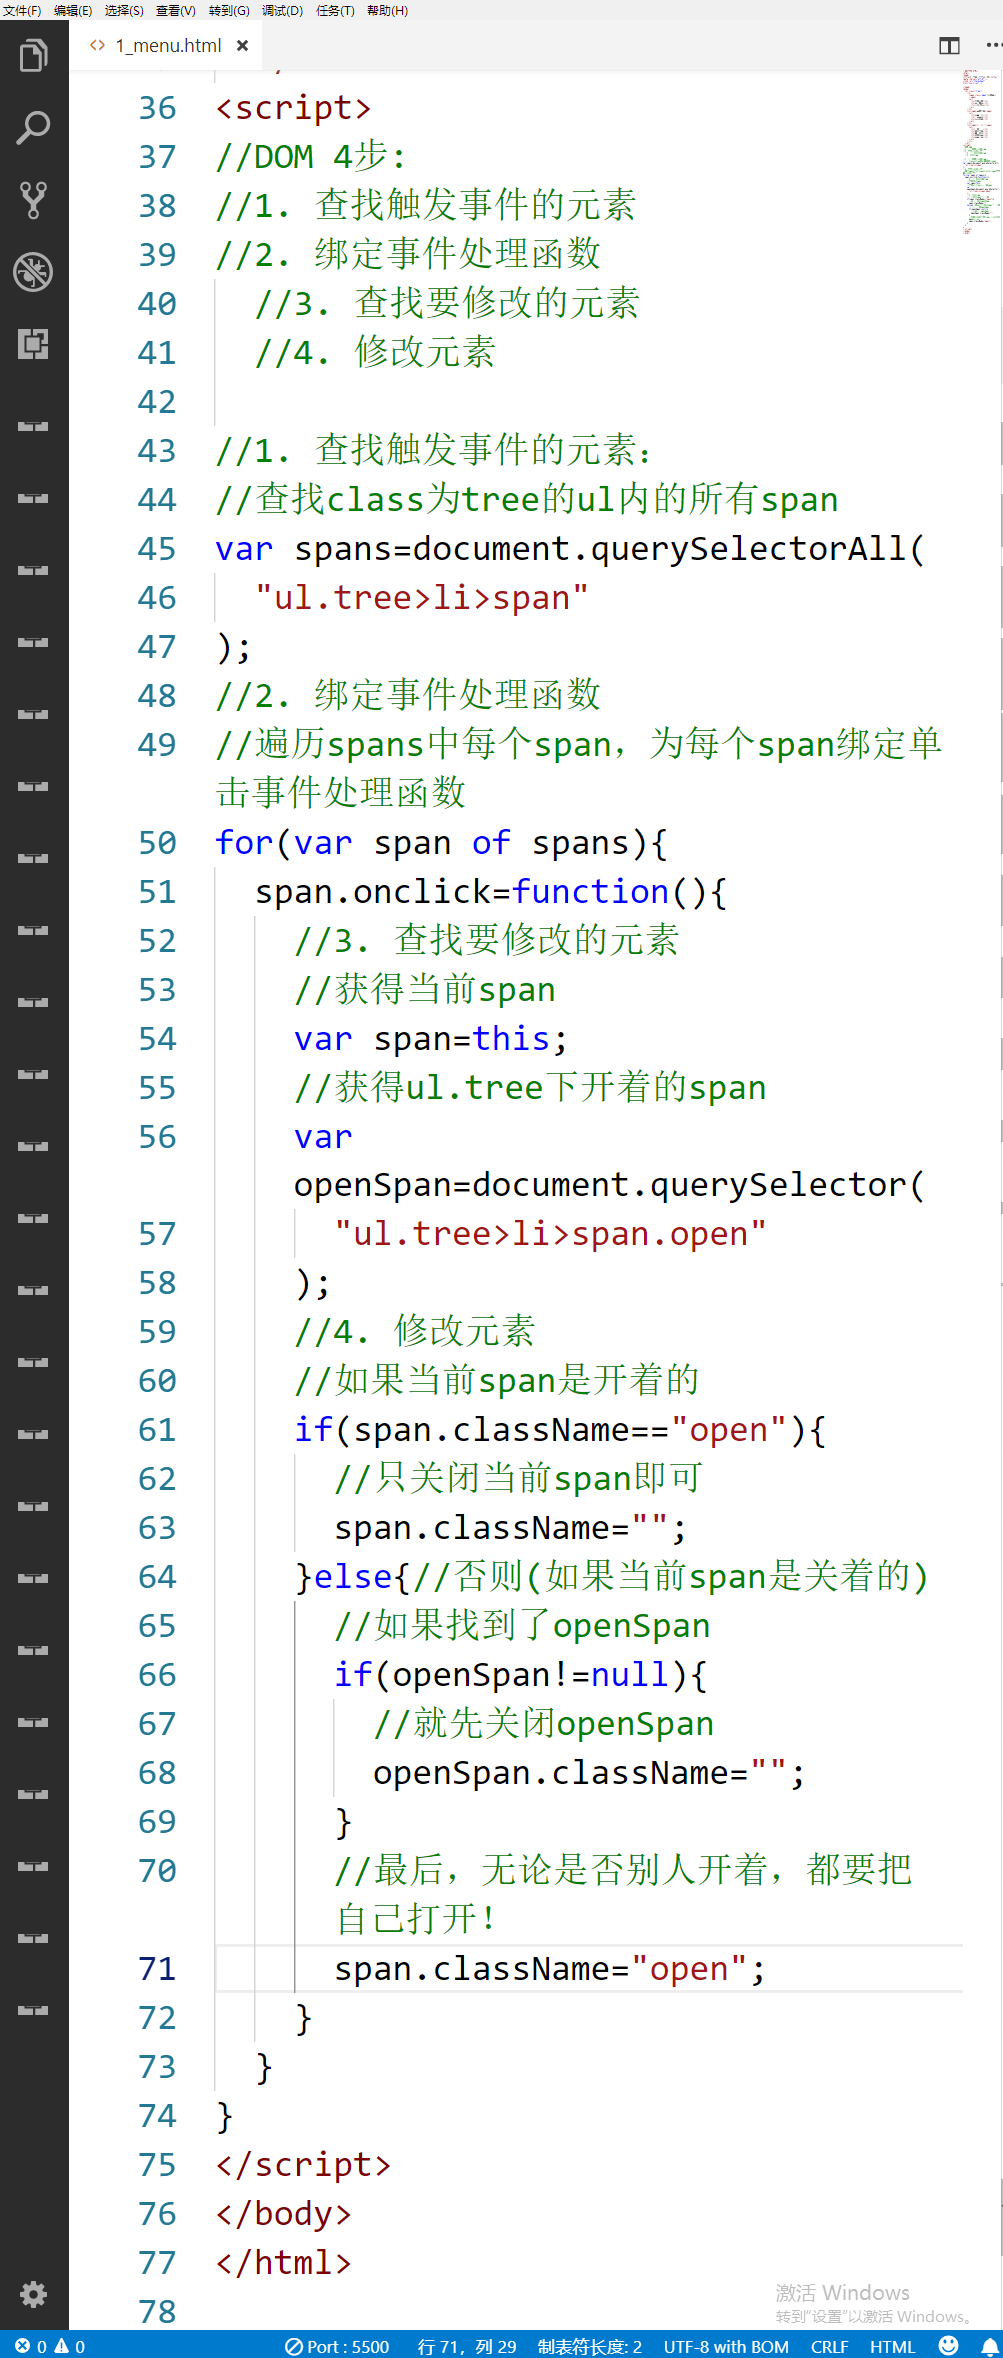 文件(F) 编辑(E) 选择(S) 查看(V) 转到(G) 调试(D) 任务(T) 帮助(H)
<> 1_menu.html ×
36 <script>
37 //DOM 4步:
38 //1. 查找触发事件的元素
39 //2. 绑定事件处理函数
40 //3. 查找要修改的元素
41 //4. 修改元素
42
43 //1. 查找触发事件的元素：
44 //查找class为tree的ul内的所有span
45 var spans=document.querySelectorAll(
46 "ul.tree>li>span"
47 );
48 //2. 绑定事件处理函数
49 //遍历spans中每个span，为每个span绑定单
击事件处理函数
50 for(var span of spans){
51 span.onclick=function(){
52 //3. 查找要修改的元素
53 //获得当前span
54 var span=this;
55 //获得ul.tree下开着的span
56 var
openSpan=document.querySelector(
57 "ul.tree>li>span.open"
58 );
59 //4. 修改元素
60 //如果当前span是开着的
61 if(span.className=="open"){
62 //只关闭当前span即可
63 span.className="";
64 }else{//否则(如果当前span是关着的)
65 //如果找到了openSpan
66 if(openSpan!=null){
67 //就先关闭openSpan
68 openSpan.className="";
69 }
70 //最后，无论是否别人开着，都要把
自己打开！
71 span.className="open";
72 }
73 }
74 }
75 </script>
76 </body>
77 </html>
78
激活 Windows
转到"设置"以激活 Windows。
0 0 Port : 5500 行 71，列 29 制表符长度: 2 UTF-8 with BOM CRLF HTML